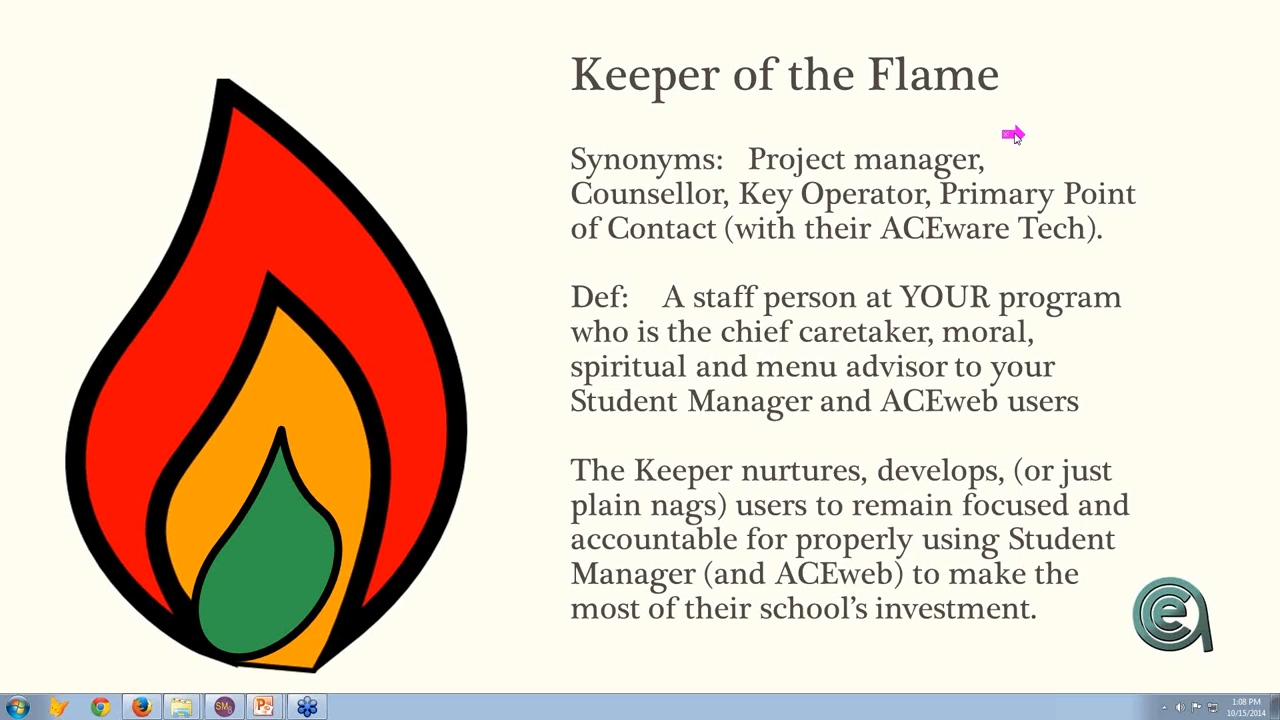 Keeper of the Flame
Synonyms: Project manager,
Counsellor, Key Operator, Primary Point
of Contact (with their ACEware Tech).
Def: A staff person at YOUR program
who is the chief caretaker, moral,
spiritual and menu advisor to your
Student Manager and ACEweb users
The Keeper nurtures, develops, (or just
plain nags) users to remain focused and
accountable for properly using Student
Manager (and ACEweb) to make the
most of their school’s investment.
SM8
1:08 PM
10/15/2014